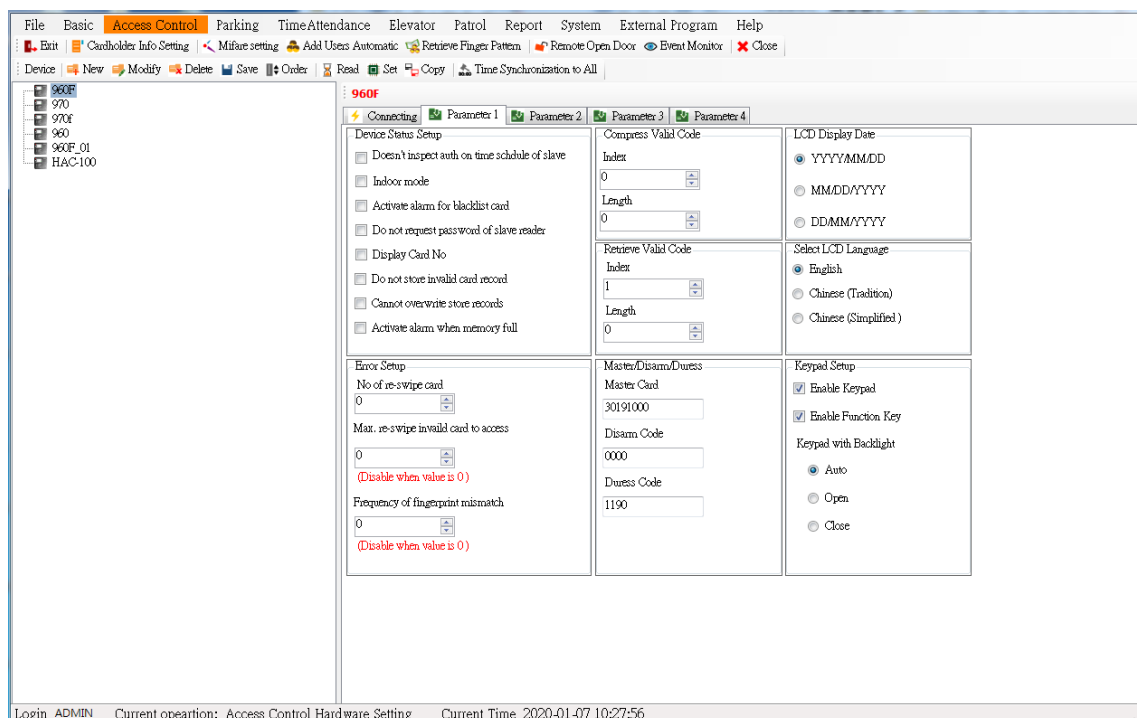 File Basic Access Control Parking TimeAttendance Elevator Patrol Report System External Program Help
Exit Cardholder Info Setting Mifare setting Add Users Automatic Retrieve Finger Pattern Remote Open Door Event Monitor Close
Device New Modify Delete Save Order Read Set Copy Time Synchronization to All
960F
970
970f
960
960F_01
HAC-100
960F
Connecting Parameter 1 Parameter 2 Parameter 3 Parameter 4
Device Status Setup
Doesn't inspect auth on time schdule of slave
Indoor mode
Activate alarm for blacklist card
Do not request password of slave reader
Display Card No
Do not store invalid card record
Cannot overwrite store records
Activate alarm when memory full
Compress Valid Code
Index
0
Length
0
LCD Display Date
YYYY/MM/DD
MM/DD/YYYY
DD/MM/YYYY
Retrieve Valid Code
Index
1
Length
0
Select LCD Language
English
Chinese (Tradition)
Chinese (Simplified )
Error Setup
No of re-swipe card
0
Max. re-swipe invaild card to access
0
(Disable when value is 0 )
Frequency of fingerprint mismatch
0
(Disable when value is 0 )
Master/Disarm/Duress
Master Card
30191000
Disarm Code
0000
Duress Code
1190
Keypad Setup
Enable Keypad
Enable Function Key
Keypad with Backlight
Auto
Open
Close
Login ADMIN Current opeartion: Access Control Hardware Setting Current Time 2020-01-07 10:27:56